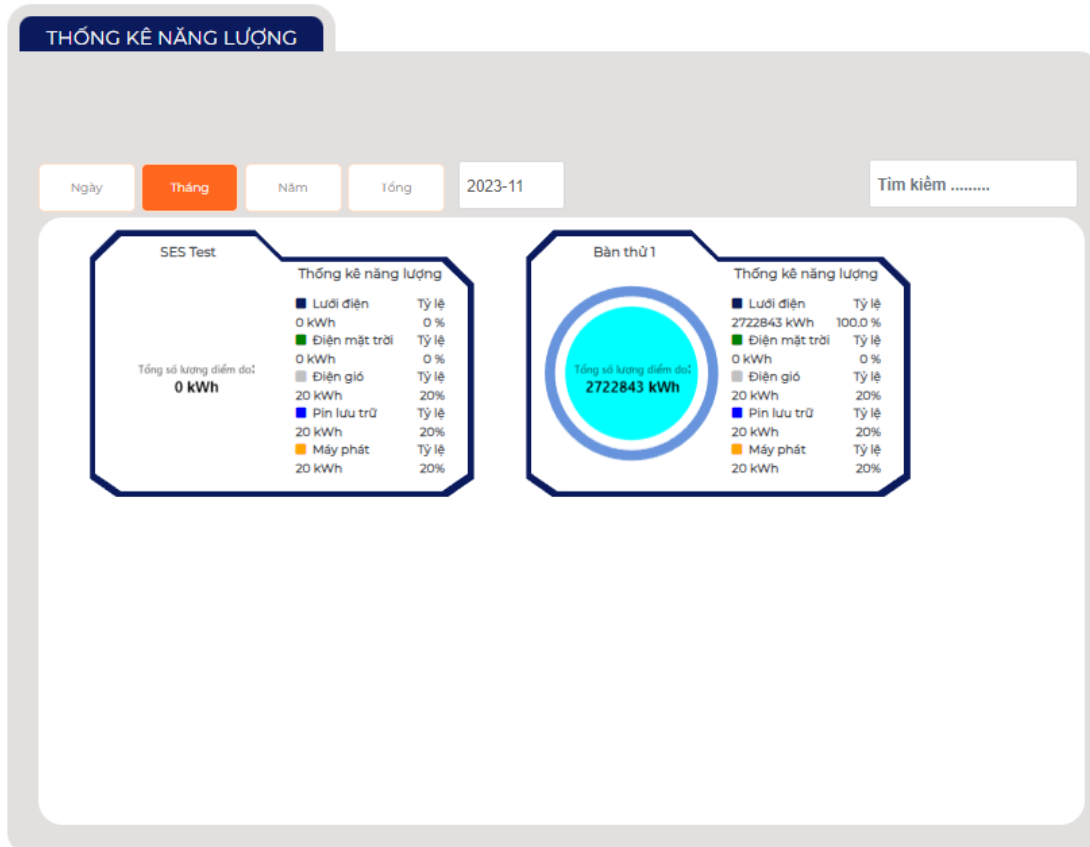 THỐNG KÊ NĂNG LƯỢNG
Ngày
Tháng
Năm
Tổng
2023-11
Tìm kiếm .........
SES Test
Thống kê năng lượng
Lưới điện Tỷ lệ
0 kWh 0 %
Điện mặt trời Tỷ lệ
0 kWh 0 %
Điện gió Tỷ lệ
20 kWh 20%
Pin lưu trữ Tỷ lệ
20 kWh 20%
Máy phát Tỷ lệ
20 kWh 20%
Tổng số lượng điểm đo:
0 kWh
Bàn thử 1
Thống kê năng lượng
Lưới điện Tỷ lệ
2722843 kWh 100.0 %
Điện mặt trời Tỷ lệ
0 kWh 0 %
Điện gió Tỷ lệ
20 kWh 20%
Pin lưu trữ Tỷ lệ
20 kWh 20%
Máy phát Tỷ lệ
20 kWh 20%
Tổng số lượng điểm đo:
2722843 kWh